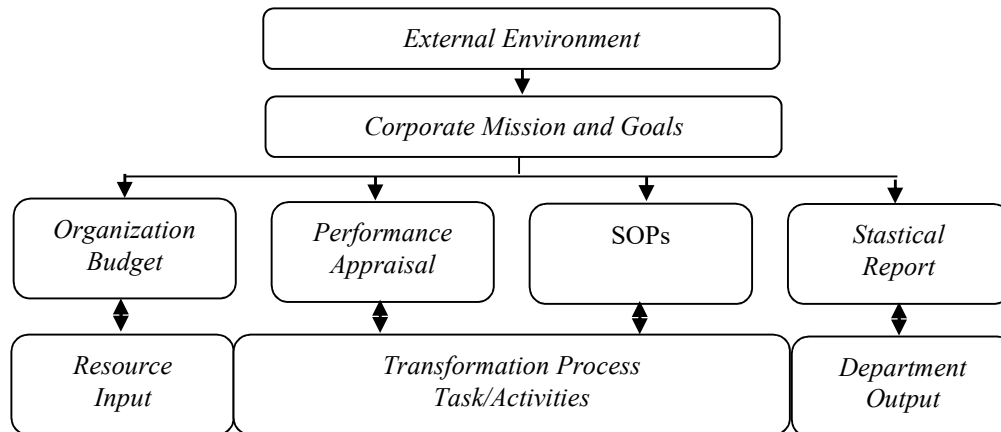 External Environment
Corporate Mission and Goals
Organization
Budget
Performance
Appraisal
SOPs
Stastical
Report
Resource
Input
Transformation Process
Task/Activities
Department
Output